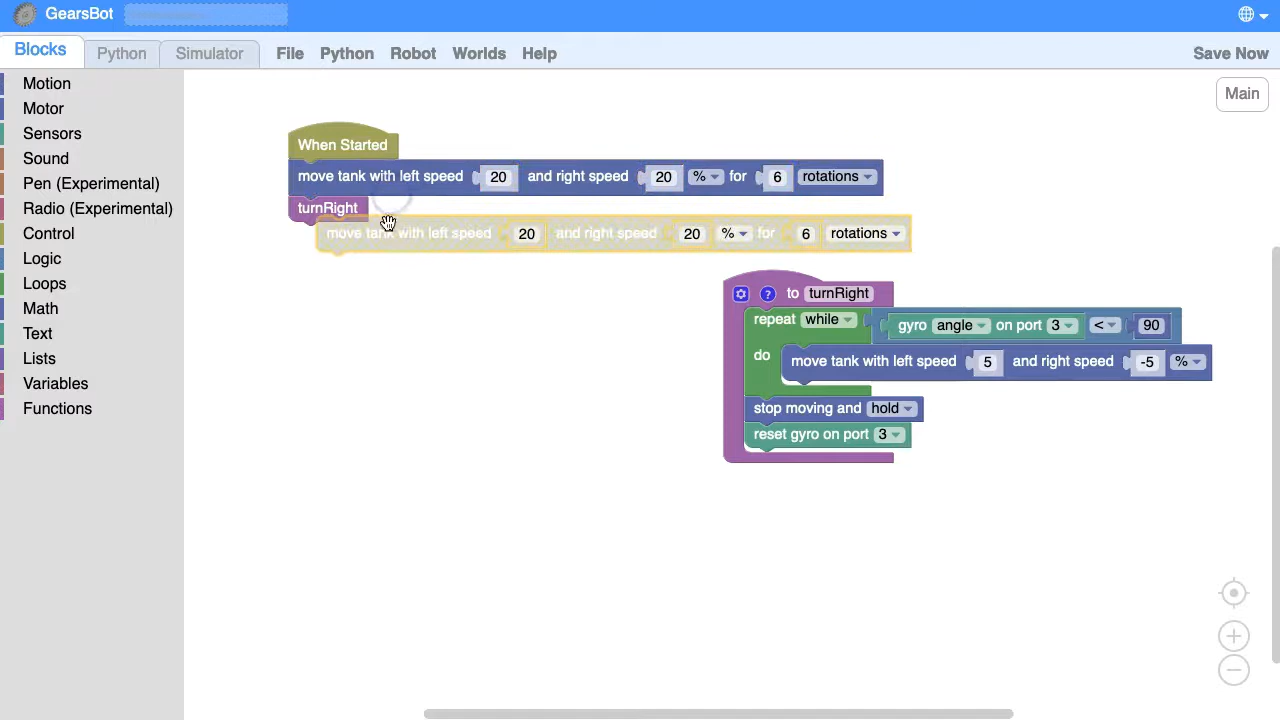 GearsBot
Blocks
Python
Simulator
File
Python
Robot
Worlds
Help
Save Now
Motion
Motor
Sensors
Sound
Pen (Experimental)
Radio (Experimental)
Control
Logic
Loops
Math
Text
Lists
Variables
Functions
Main
When Started
move tank with left speed 20 and right speed 20 % for 6 rotations
turnRight
move tank with left speed 20 and right speed 20 % for 6 rotations
? to turnRight
repeat while gyro angle on port 3 < 90
do move tank with left speed 5 and right speed -5 %
stop moving and hold
reset gyro on port 3